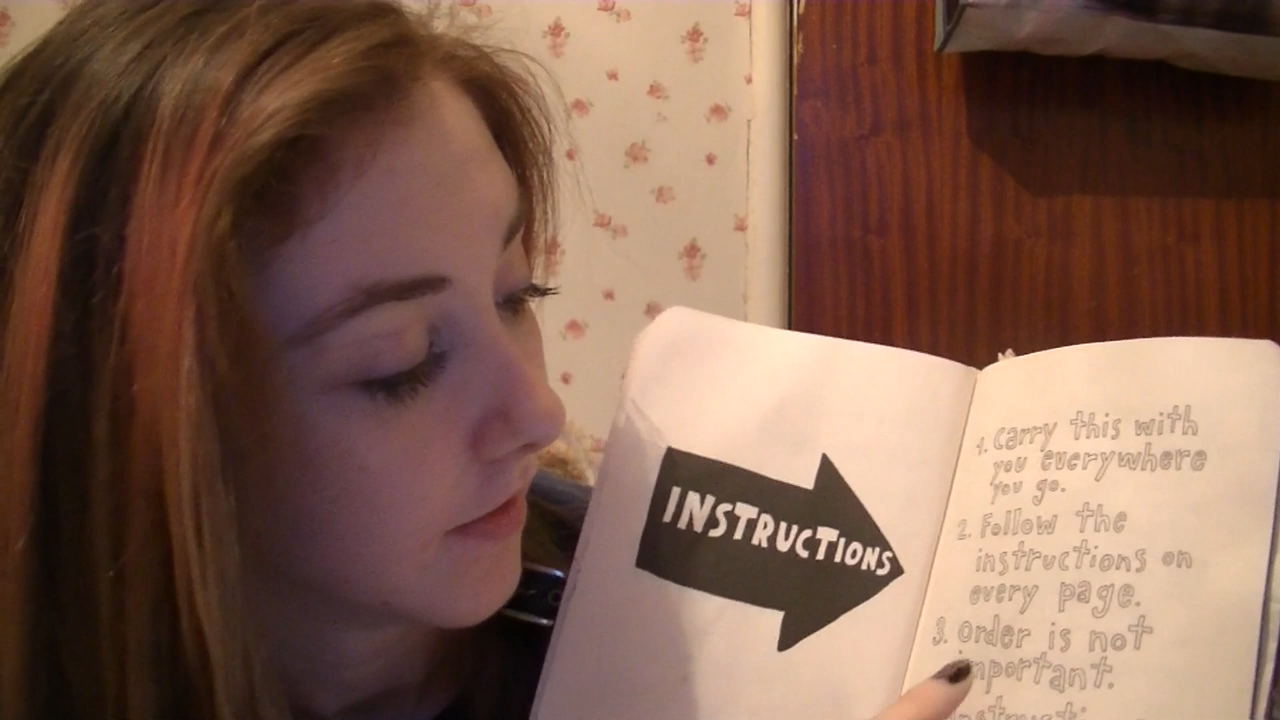 INSTRUCTIONS
1. Carry this with
you everywhere
you go.
2. Follow the
instructions on
every page.
3. Order is not
important.